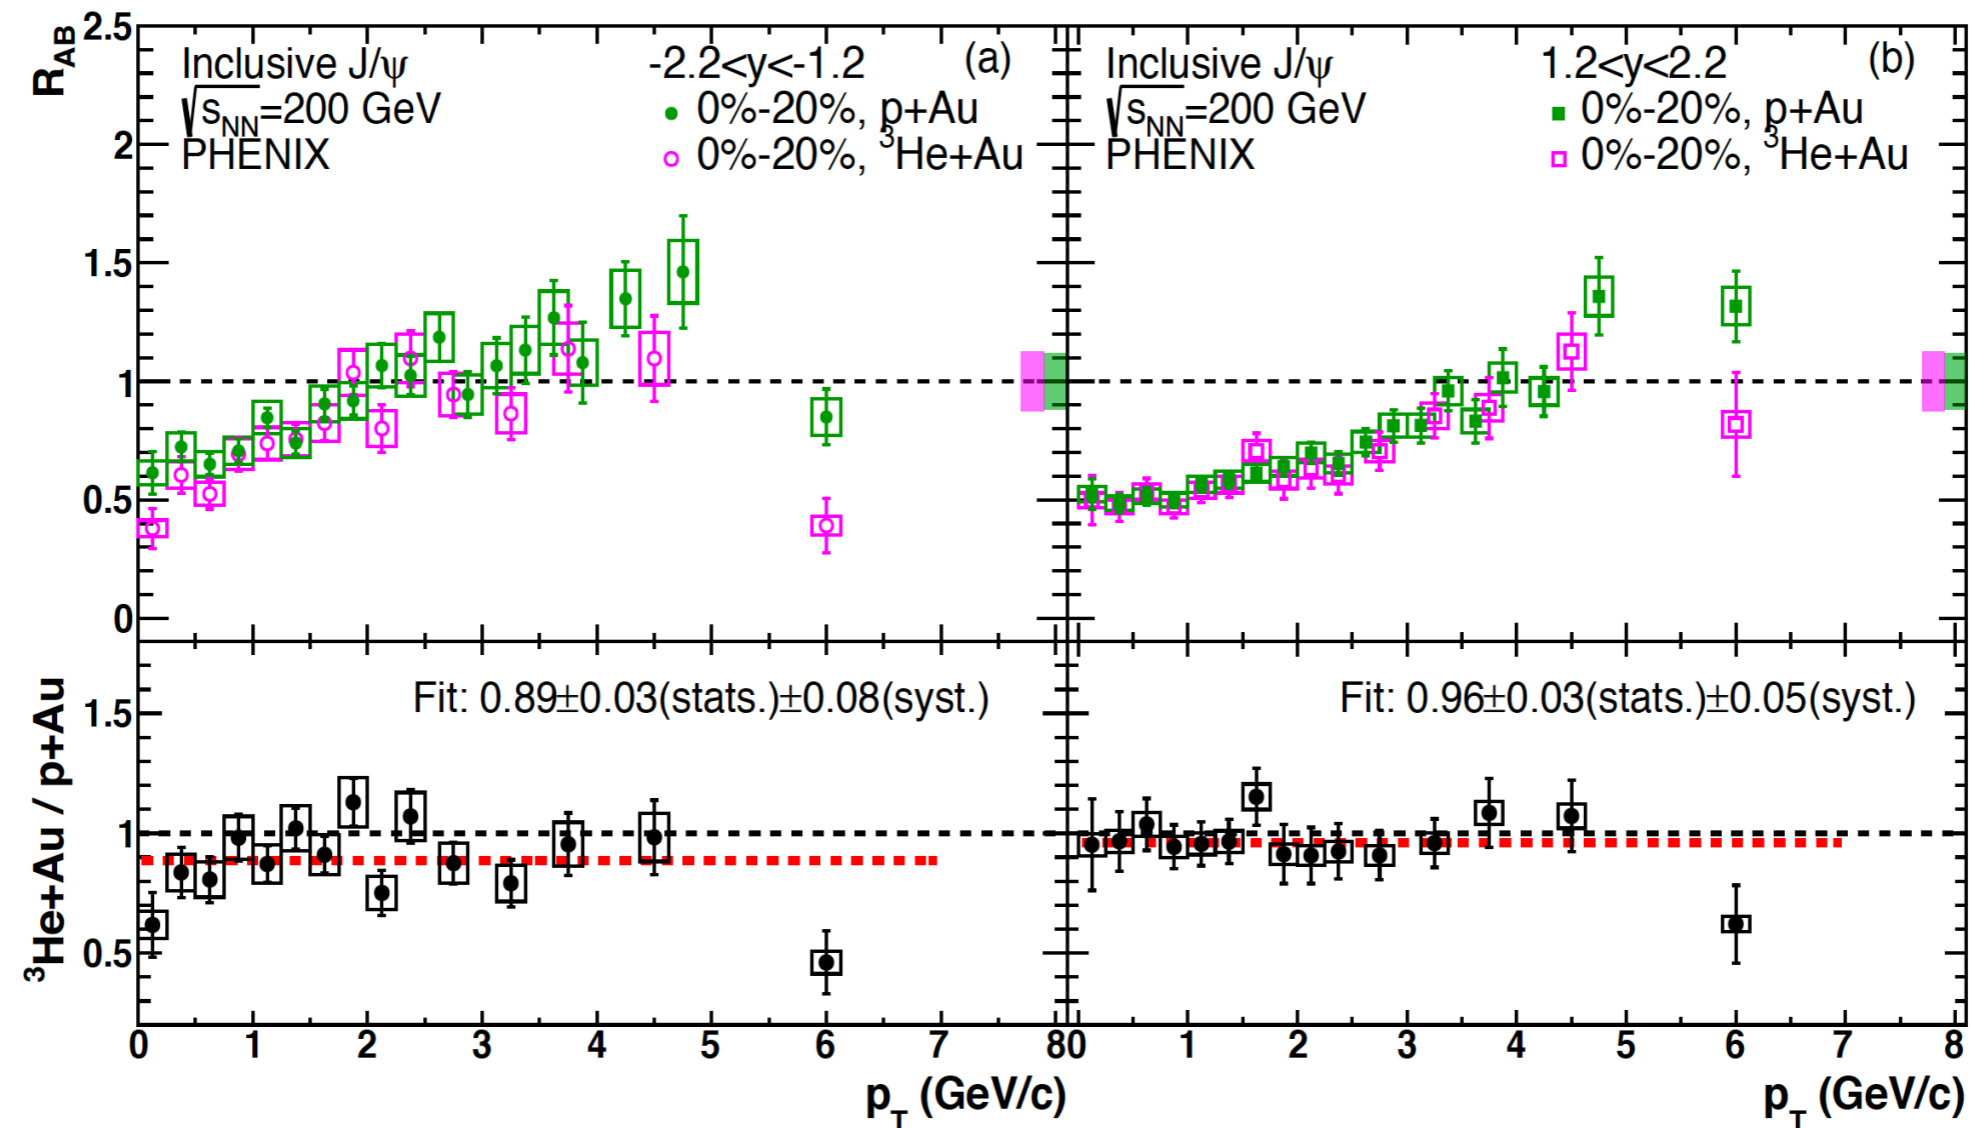 R_AB
2.5
2
1.5
1
0.5
0
Inclusive J/ψ
√s_NN=200 GeV
PHENIX
-2.2<y<-1.2
(a)
0%-20%, p+Au
0%-20%, ³He+Au
Inclusive J/ψ
√s_NN=200 GeV
PHENIX
1.2<y<2.2
(b)
0%-20%, p+Au
0%-20%, ³He+Au
³He+Au / p+Au
1.5
1
0.5
Fit: 0.89±0.03(stats.)±0.08(syst.)
Fit: 0.96±0.03(stats.)±0.05(syst.)
0 1 2 3 4 5 6 7 8
0 1 2 3 4 5 6 7 8
p_T (GeV/c)
p_T (GeV/c)